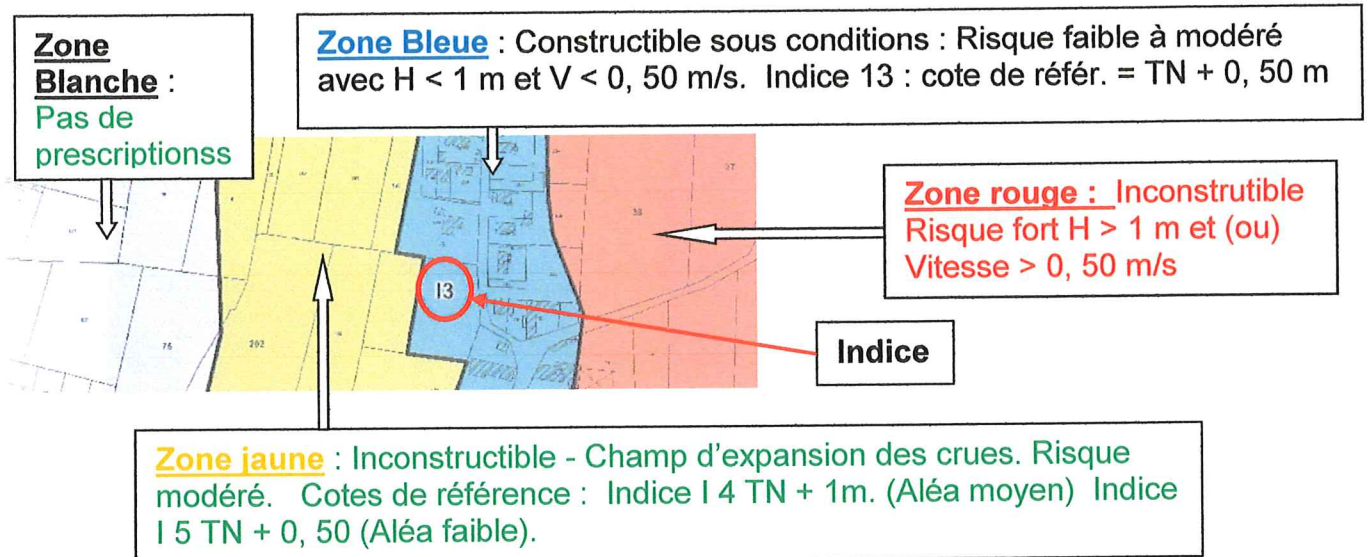 Zone
Blanche :
Pas de
prescriptionss
Zone Bleue : Constructible sous conditions : Risque faible à modéré
avec H < 1 m et V < 0, 50 m/s. Indice 13 : cote de référ. = TN + 0, 50 m
Zone rouge : Inconstrutible
Risque fort H > 1 m et (ou)
Vitesse > 0, 50 m/s
I3
Indice
76
202
Zone jaune : Inconstructible - Champ d'expansion des crues. Risque
modéré. Cotes de référence : Indice I 4 TN + 1m. (Aléa moyen) Indice
I 5 TN + 0, 50 (Aléa faible).